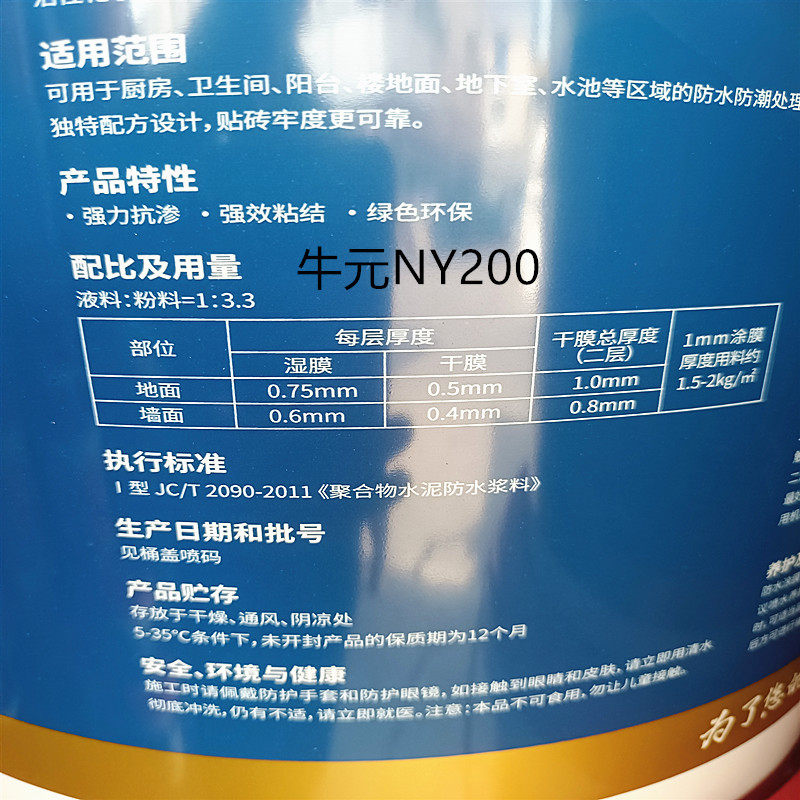 适用范围
可用于厨房、卫生间、阳台、楼地面、地下室、水池等区域的防水防潮处理
独特配方设计，贴砖牢度更可靠。
产品特性
·强力抗渗 ·强效粘结 ·绿色环保
配比及用量
牛元NY200
液料:粉料=1:3.3
部位 每层厚度 干膜总厚度(二层) 1mm涂膜厚度用料约1.5-2kg/㎡
湿膜 干膜
地面 0.75mm 0.5mm 1.0mm
墙面 0.6mm 0.4mm 0.8mm
执行标准
I型 JC/T 2090-2011《聚合物水泥防水浆料》
生产日期和批号
见桶盖喷码
产品贮存
存放于干燥、通风、阴凉处
5-35℃条件下，未开封产品的保质期为12个月
安全、环境与健康
施工时请佩戴防护手套和防护眼镜，如接触到眼睛和皮肤，请立即用清水
彻底冲洗，仍有不适，请立即就医。注意：本品不可食用，勿让儿童接触。
为了您